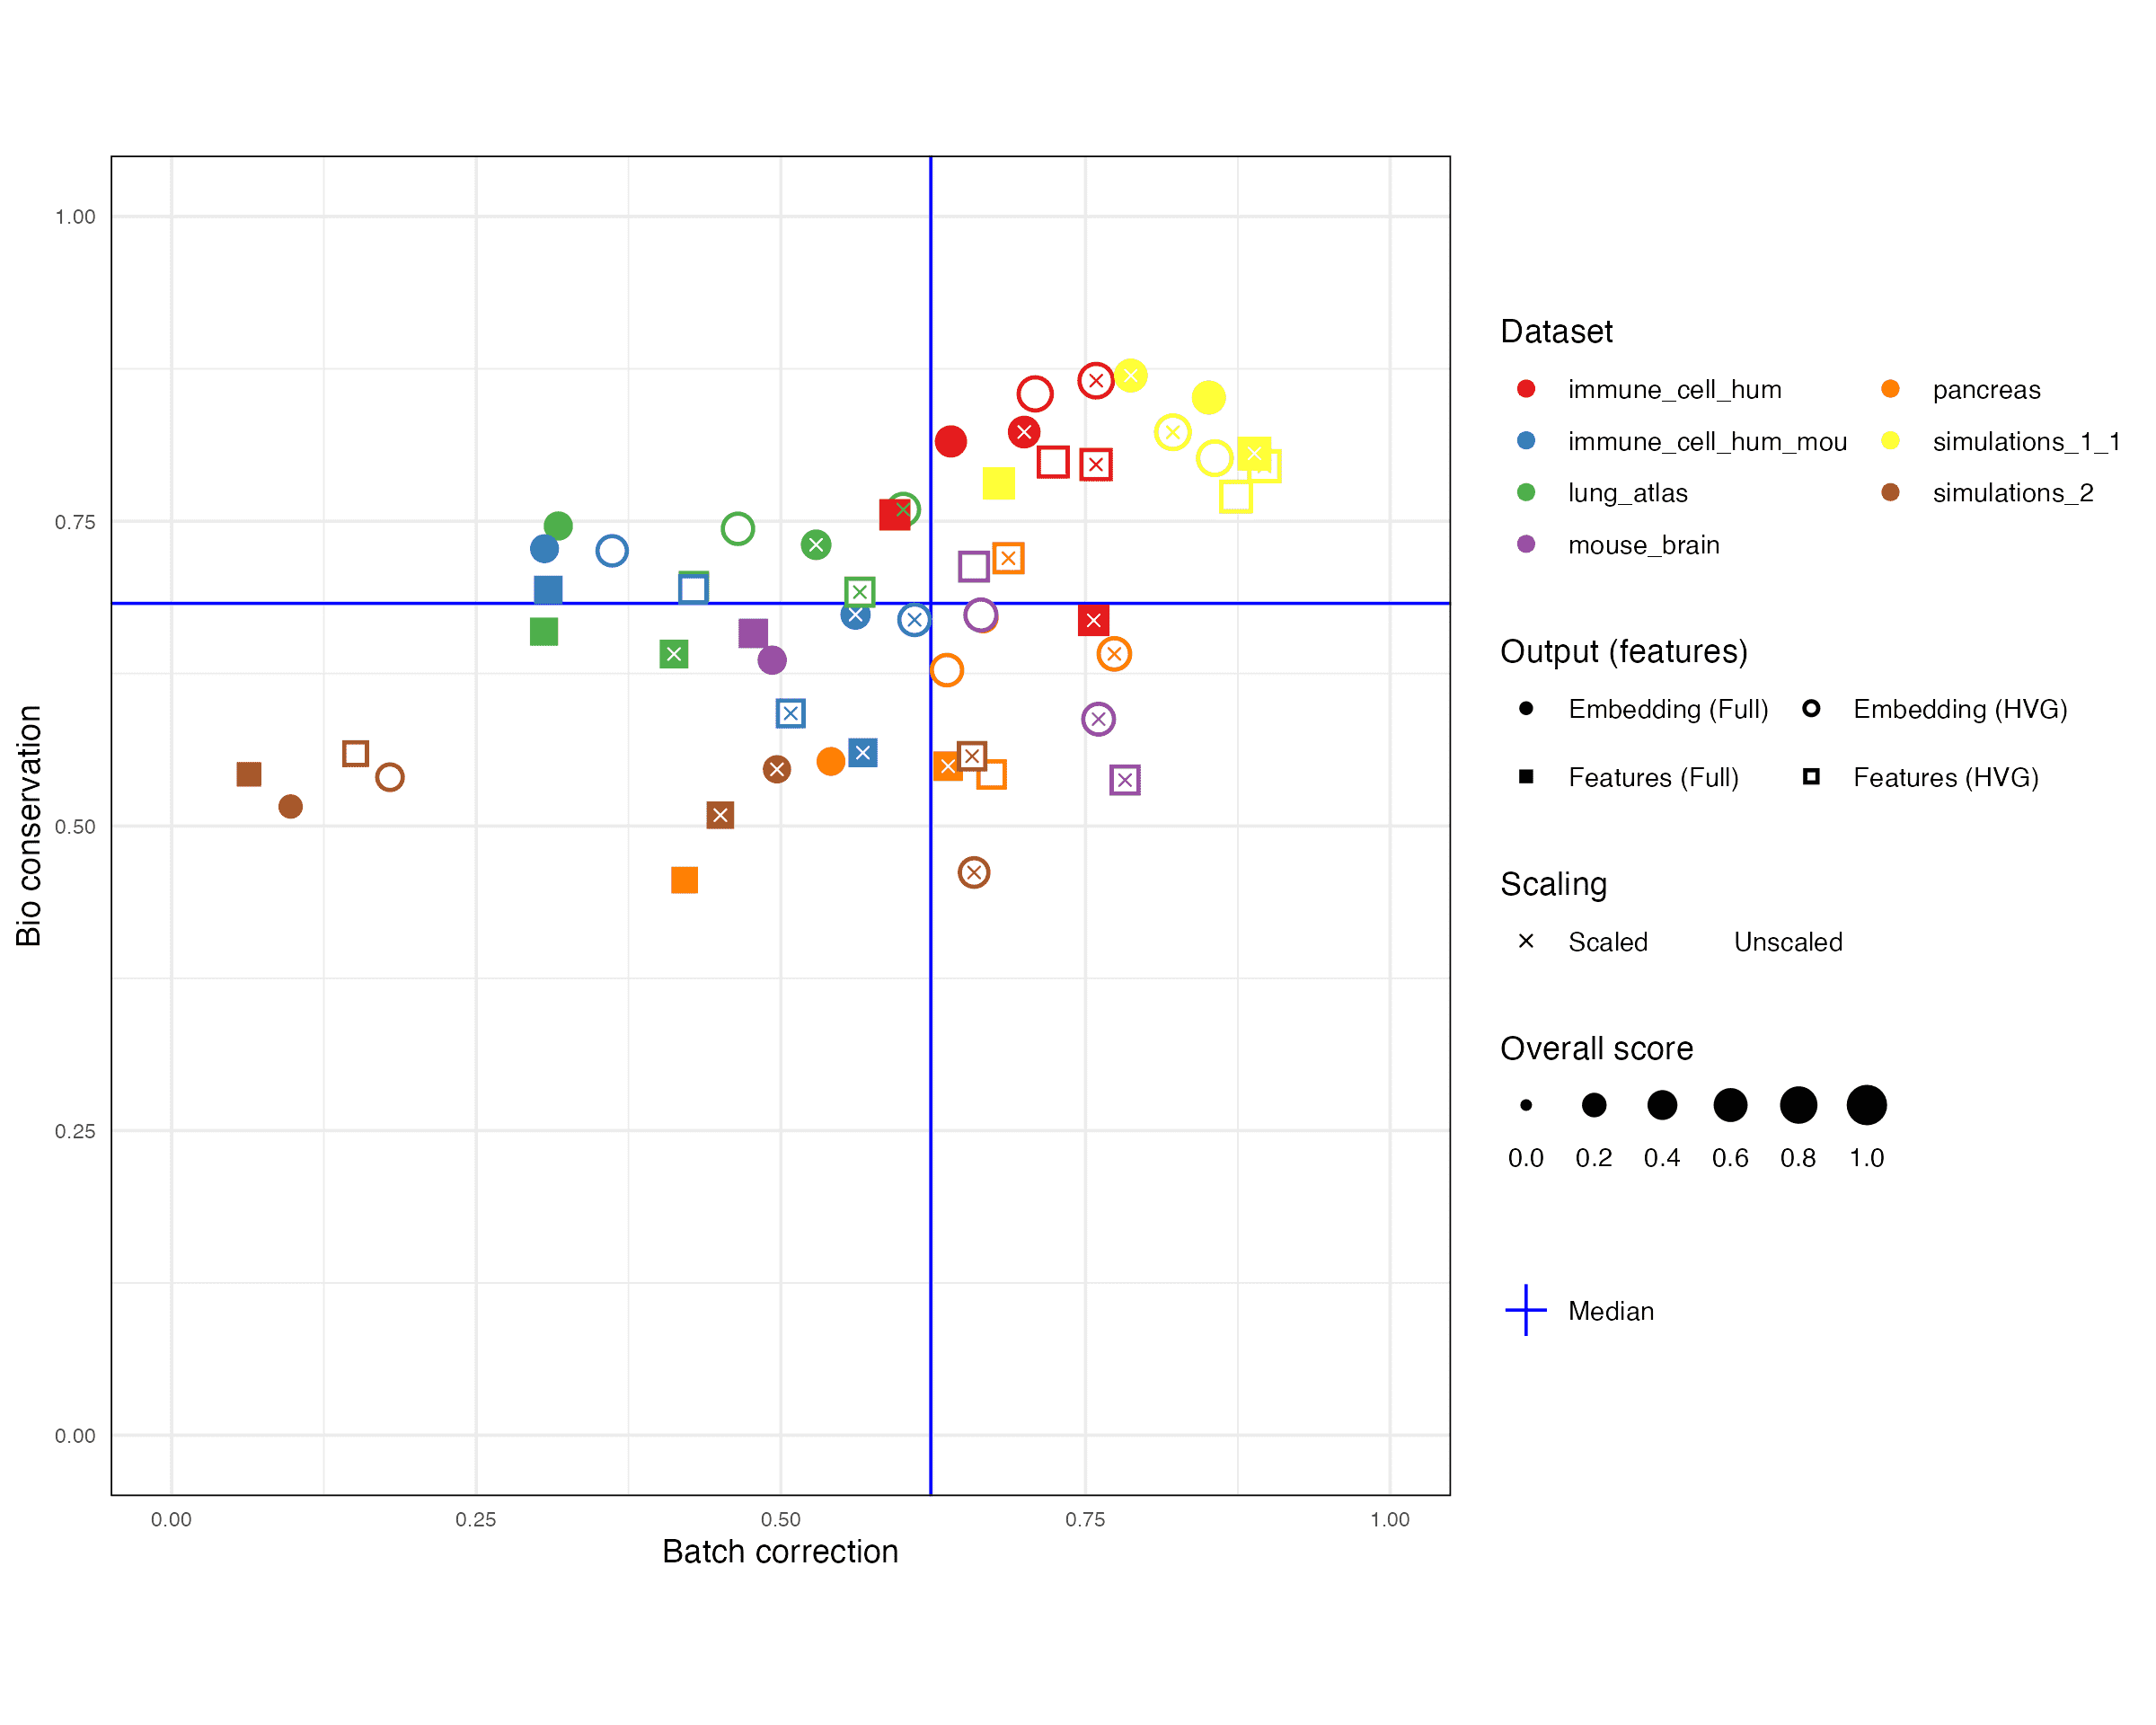 1.00
0.75
0.50
0.25
0.00
Bio conservation
0.00 0.25 0.50 0.75 1.00
Batch correction
Dataset
immune_cell_hum pancreas
immune_cell_hum_mou simulations_1_1
lung_atlas simulations_2
mouse_brain
Output (features)
Embedding (Full) Embedding (HVG)
Features (Full) Features (HVG)
Scaling
Scaled Unscaled
Overall score
0.0 0.2 0.4 0.6 0.8 1.0
Median